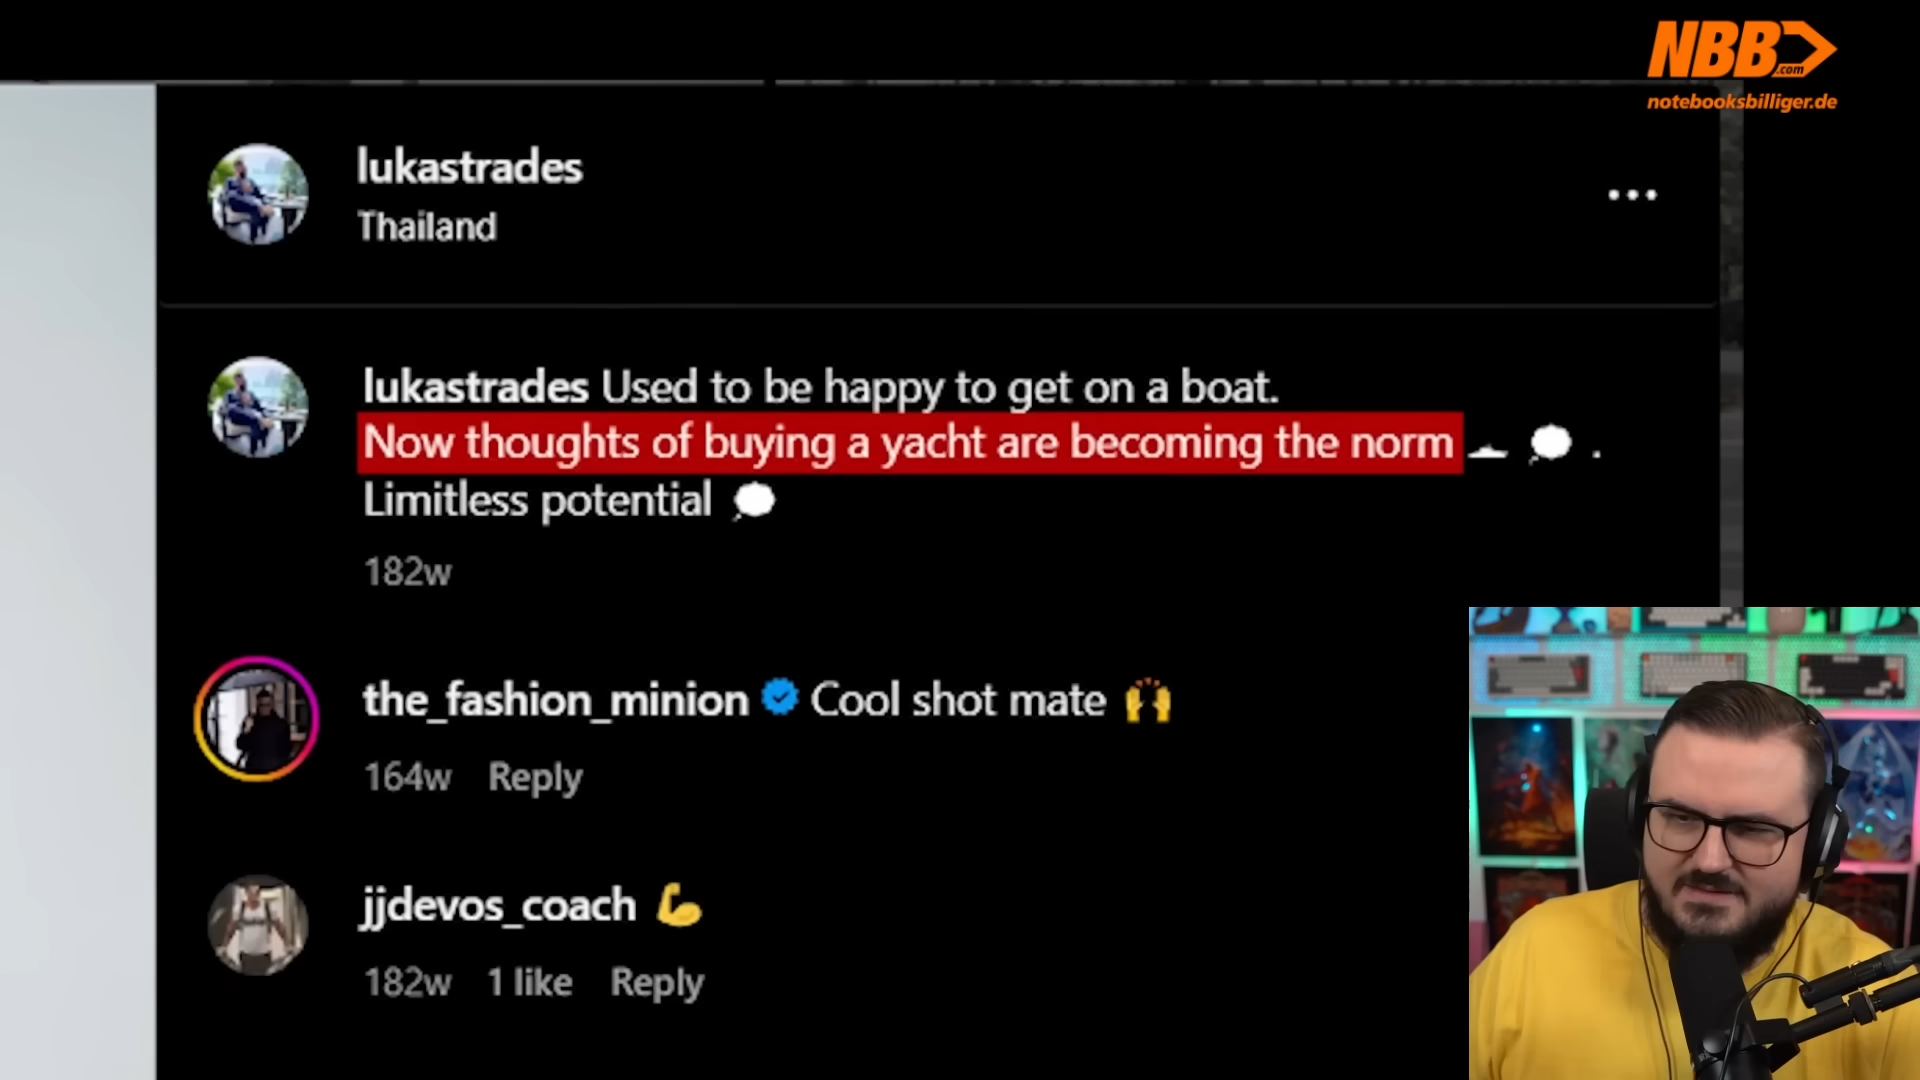 NBB.com
notebooksbilliger.de
lukastrades
Thailand
lukastrades Used to be happy to get on a boat.
Now thoughts of buying a yacht are becoming the norm 🛥️ 💭 .
Limitless potential 💭
182w
the_fashion_minion Cool shot mate 🙌
164w Reply
jjdevos_coach 💪
182w 1 like Reply